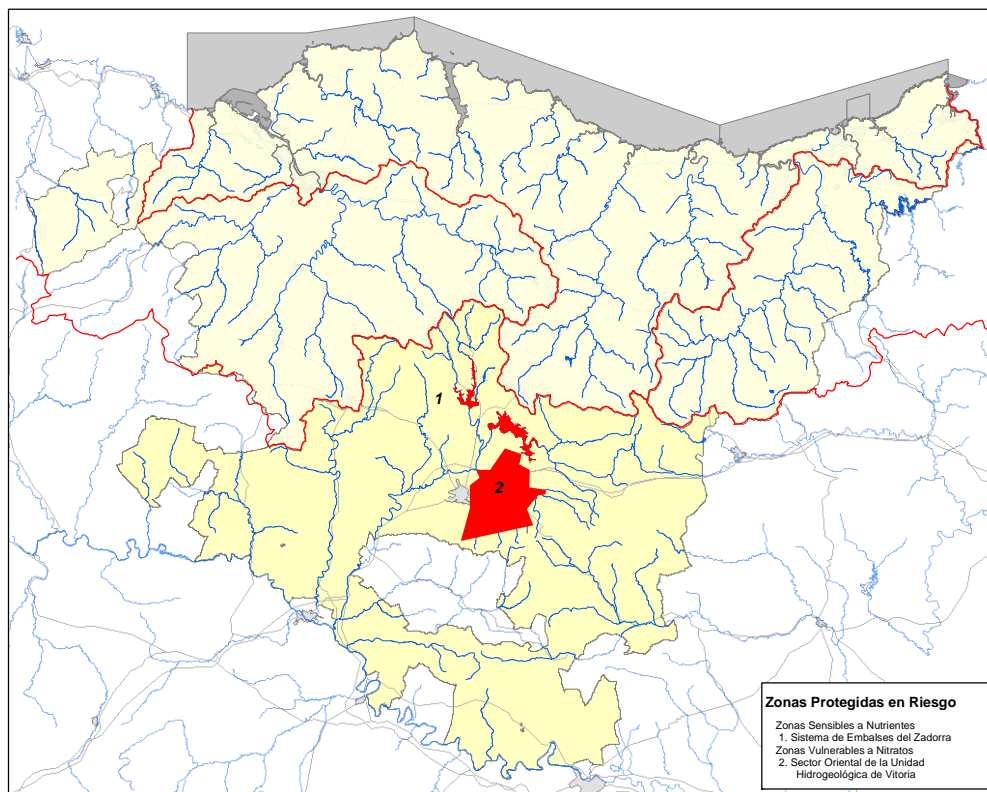 1
2
Zonas Protegidas en Riesgo
Zonas Sensibles a Nutrientes
1. Sistema de Embalses del Zadorra
Zonas Vulnerables a Nitratos
2. Sector Oriental de la Unidad
Hidrogeológica de Vitoria